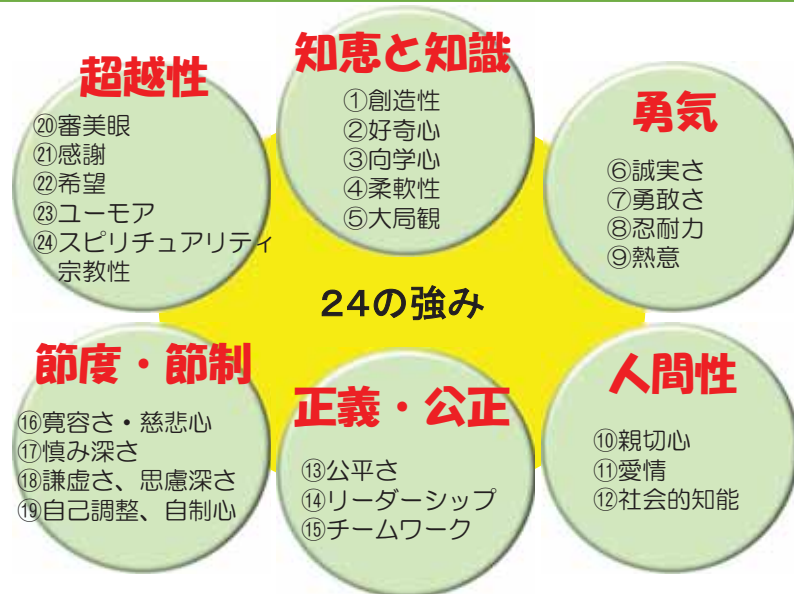 知恵と知識
①創造性
②好奇心
③向学心
④柔軟性
⑤大局観
勇気
⑥誠実さ
⑦勇敢さ
⑧忍耐力
⑨熱意
人間性
⑩親切心
⑪愛情
⑫社会的知能
正義・公正
⑬公平さ
⑭リーダーシップ
⑮チームワーク
節度・節制
⑯寛容さ・慈悲心
⑰慎み深さ
⑱謙虚さ、思慮深さ
⑲自己調整、自制心
超越性
⑳審美眼
㉑感謝
㉒希望
㉓ユーモア
㉔スピリチュアリティ
宗教性
24の強み